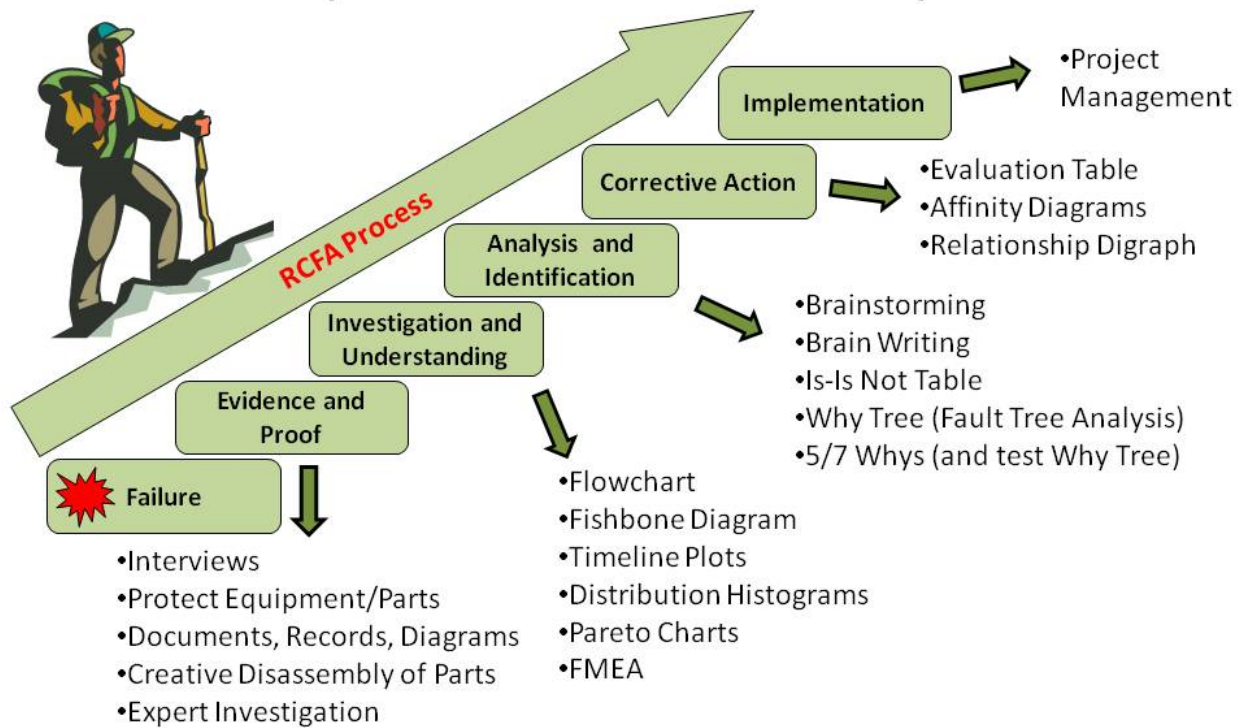 •Project
Management
Implementation
Corrective Action
•Evaluation Table
•Affinity Diagrams
•Relationship Digraph
RCFA Process
Analysis and
Identification
•Brainstorming
•Brain Writing
•Is-Is Not Table
•Why Tree (Fault Tree Analysis)
•5/7 Whys (and test Why Tree)
Investigation and
Understanding
•Flowchart
•Fishbone Diagram
•Timeline Plots
•Distribution Histograms
•Pareto Charts
•FMEA
Evidence and
Proof
Failure
•Interviews
•Protect Equipment/Parts
•Documents, Records, Diagrams
•Creative Disassembly of Parts
•Expert Investigation